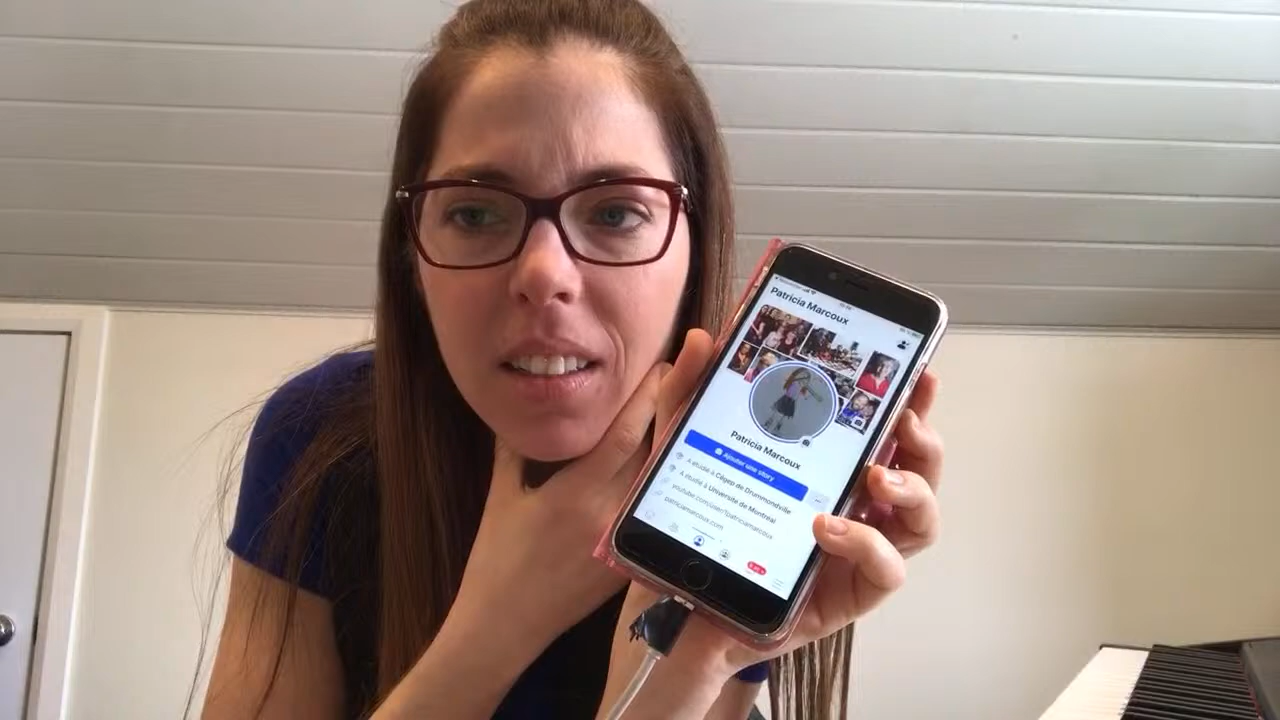 Patricia Marcoux
Patricia Marcoux
Ajouter une story
A étudié à Cégep de Drummondville
A étudié à Université de Montréal
youtube.com/user/1patriciamarcoux
patriciamarcoux.com